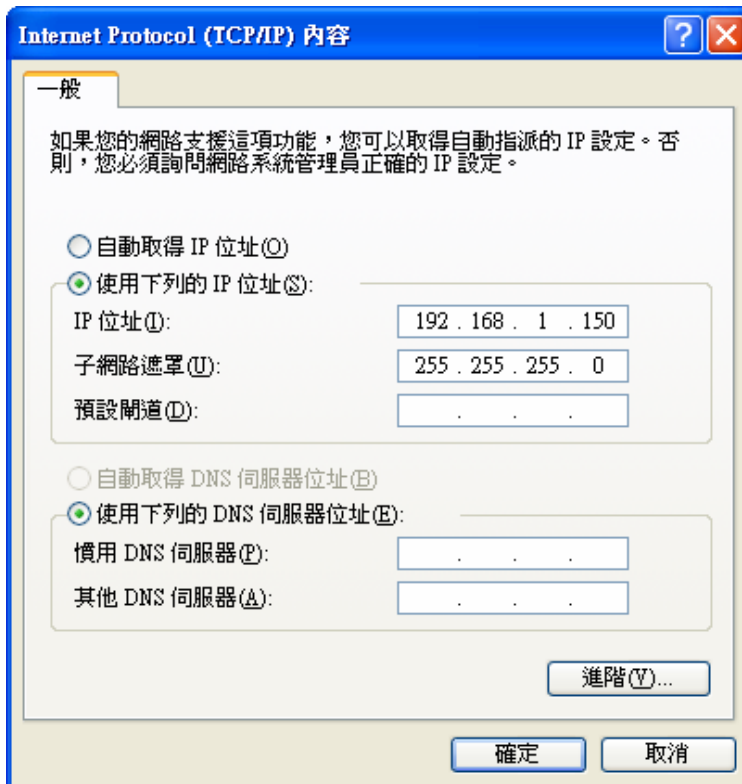 Internet Protocol (TCP/IP) 內容
一般
如果您的網路支援這項功能，您可以取得自動指派的 IP 設定。否
則，您必須詢問網路系統管理員正確的 IP 設定。
自動取得 IP 位址(O)
使用下列的 IP 位址(S):
IP 位址(I): 192 . 168 . 1 . 150
子網路遮罩(U): 255 . 255 . 255 . 0
預設閘道(D): . . .
自動取得 DNS 伺服器位址(B)
使用下列的 DNS 伺服器位址(E):
慣用 DNS 伺服器(P): . . .
其他 DNS 伺服器(A): . . .
進階(V)...
確定 取消